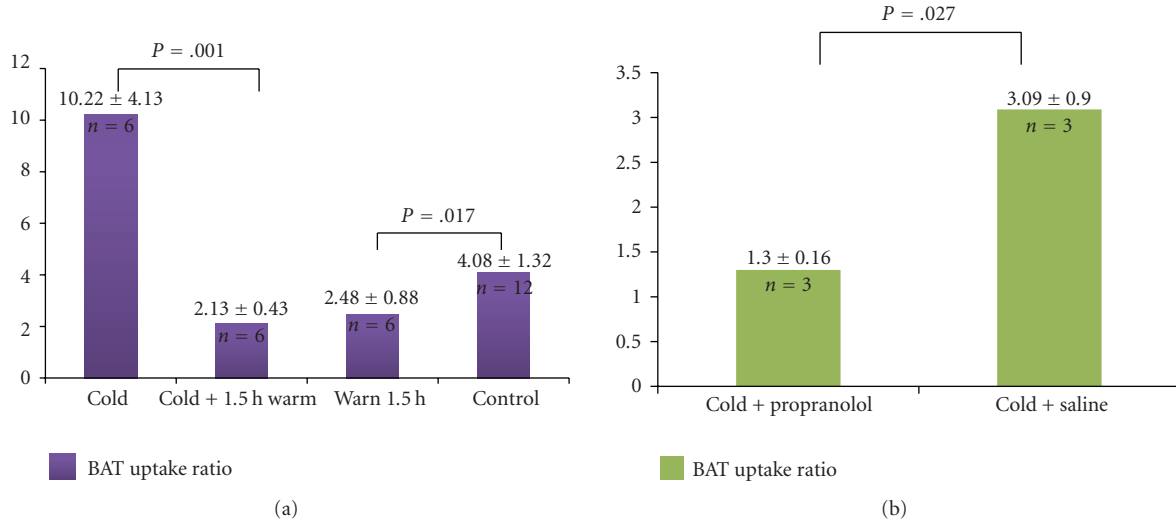 P = .001
12
10
8
6
4
2
0
10.22 ± 4.13
n = 6
2.13 ± 0.43
n = 6
P = .017
2.48 ± 0.88
n = 6
4.08 ± 1.32
n = 12
Cold
Cold + 1.5 h warm
Warn 1.5 h
Control
BAT uptake ratio
(a)
P = .027
3.5
3
2.5
2
1.5
1
0.5
0
1.3 ± 0.16
n = 3
3.09 ± 0.9
n = 3
Cold + propranolol
Cold + saline
BAT uptake ratio
(b)